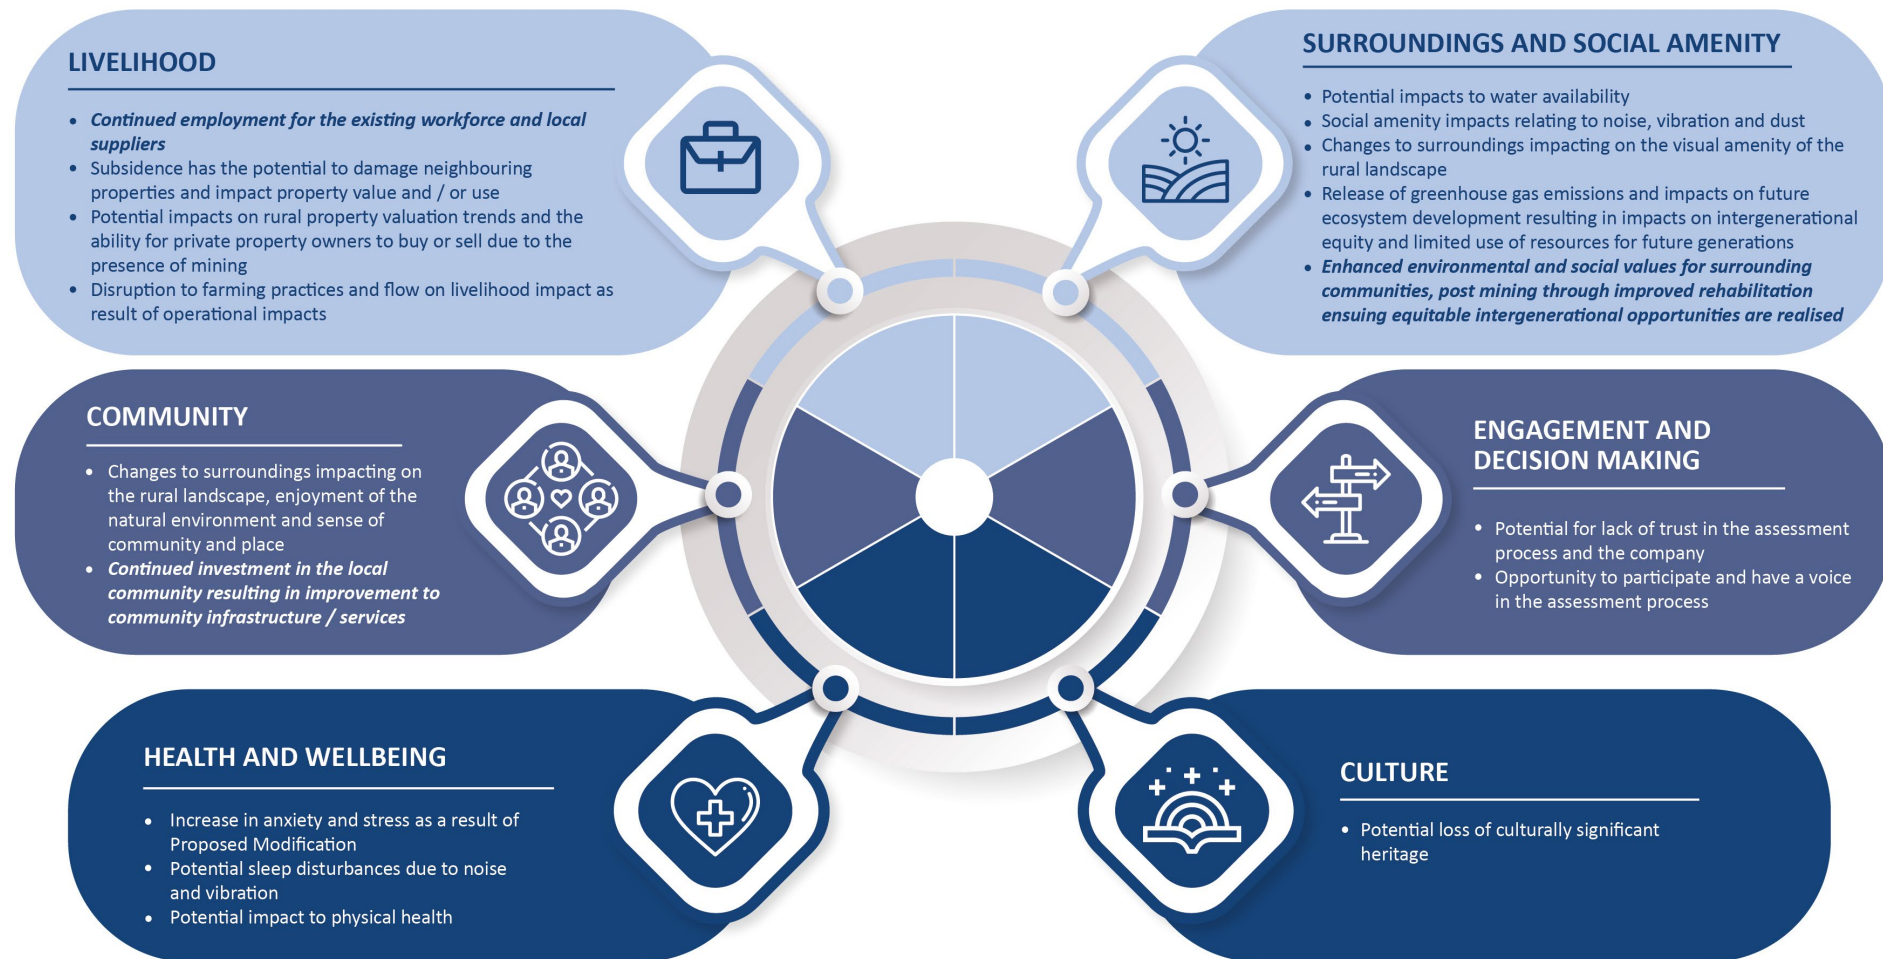 LIVELIHOOD
• Continued employment for the existing workforce and local
suppliers
• Subsidence has the potential to damage neighbouring
properties and impact property value and / or use
• Potential impacts on rural property valuation trends and the
ability for private property owners to buy or sell due to the
presence of mining
• Disruption to farming practices and flow on livelihood impact as
result of operational impacts
SURROUNDINGS AND SOCIAL AMENITY
• Potential impacts to water availability
• Social amenity impacts relating to noise, vibration and dust
• Changes to surroundings impacting on the visual amenity of the
rural landscape
• Release of greenhouse gas emissions and impacts on future
ecosystem development resulting in impacts on intergenerational
equity and limited use of resources for future generations
• Enhanced environmental and social values for surrounding
communities, post mining through improved rehabilitation
ensuing equitable intergenerational opportunities are realised
COMMUNITY
• Changes to surroundings impacting on
the rural landscape, enjoyment of the
natural environment and sense of
community and place
• Continued investment in the local
community resulting in improvement to
community infrastructure / services
ENGAGEMENT AND
DECISION MAKING
• Potential for lack of trust in the assessment
process and the company
• Opportunity to participate and have a voice
in the assessment process
HEALTH AND WELLBEING
• Increase in anxiety and stress as a result of
Proposed Modification
• Potential sleep disturbances due to noise
and vibration
• Potential impact to physical health
CULTURE
• Potential loss of culturally significant
heritage